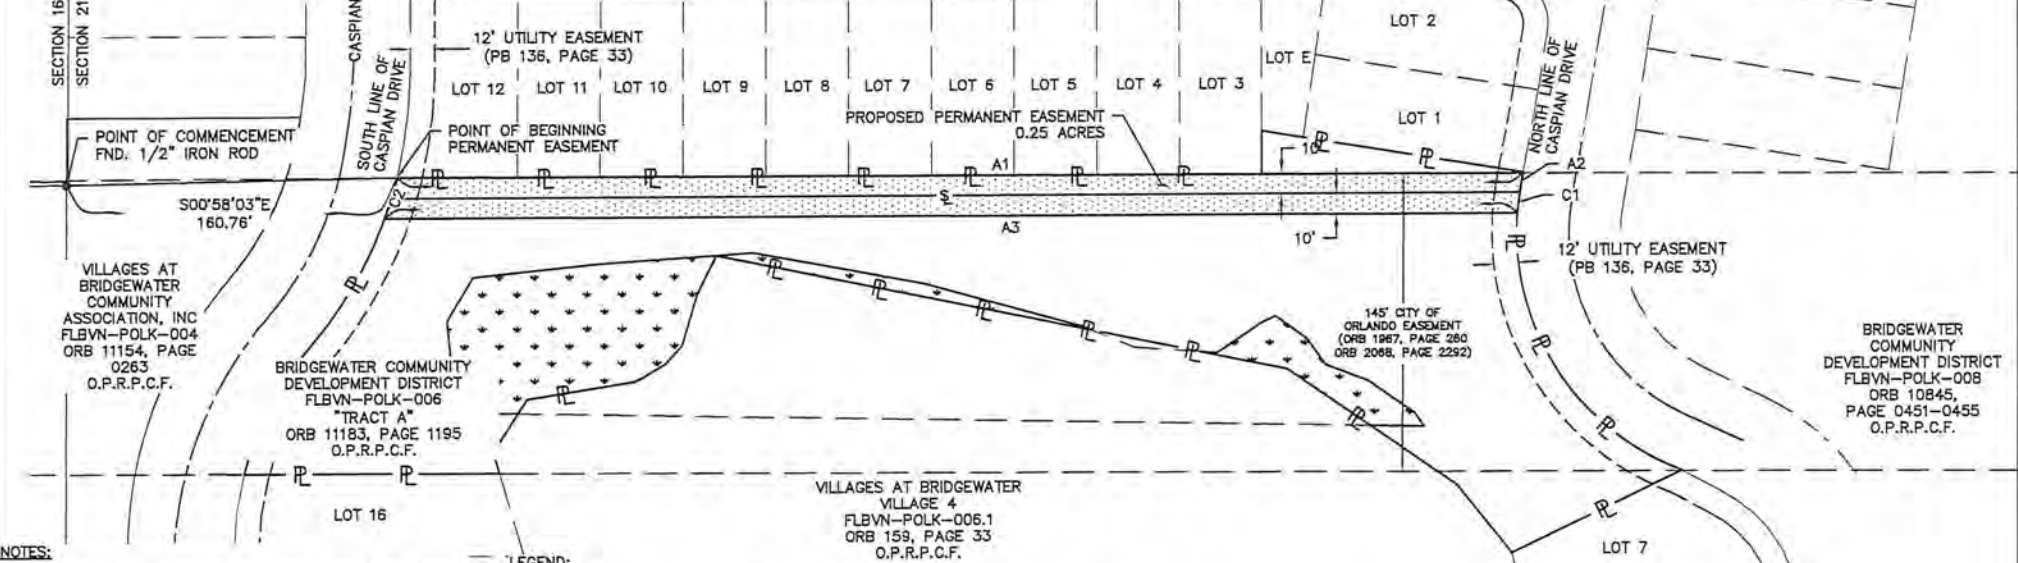 SECTION 16
SECTION 21
CASPIAN
SOUTH LINE OF
CASPIAN DRIVE
12' UTILITY EASEMENT
(PB 136, PAGE 33)
LOT 12
LOT 11
LOT 10
LOT 9
LOT 8
LOT 7
LOT 6
LOT 5
LOT 4
LOT 3
LOT E
LOT 2
LOT 1
NORTH LINE OF
CASPIAN DRIVE
POINT OF COMMENCEMENT
FND. 1/2" IRON ROD
POINT OF BEGINNING
PERMANENT EASEMENT
PROPOSED PERMANENT EASEMENT
0.25 ACRES
S00°58'03"E
160.76'
A1
10'
A2
C2
C1
A3
10'
12' UTILITY EASEMENT
(PB 136, PAGE 33)
VILLAGES AT
BRIDGEWATER
COMMUNITY
ASSOCIATION, INC
FLBVN-POLK-004
ORB 11154, PAGE
0263
O.P.R.P.C.F.
BRIDGEWATER COMMUNITY
DEVELOPMENT DISTRICT
FLBVN-POLK-006
"TRACT A"
ORB 11183, PAGE 1195
O.P.R.P.C.F.
145' CITY OF
ORLANDO EASEMENT
(ORB 1967, PAGE 260
ORB 2068, PAGE 2292)
BRIDGEWATER
COMMUNITY
DEVELOPMENT DISTRICT
FLBVN-POLK-008
ORB 10845,
PAGE 0451-0455
O.P.R.P.C.F.
LOT 16
VILLAGES AT BRIDGEWATER
VILLAGE 4
FLBVN-POLK-006.1
ORB 159, PAGE 33
O.P.R.P.C.F.
LOT 7
NOTES:
LEGEND: